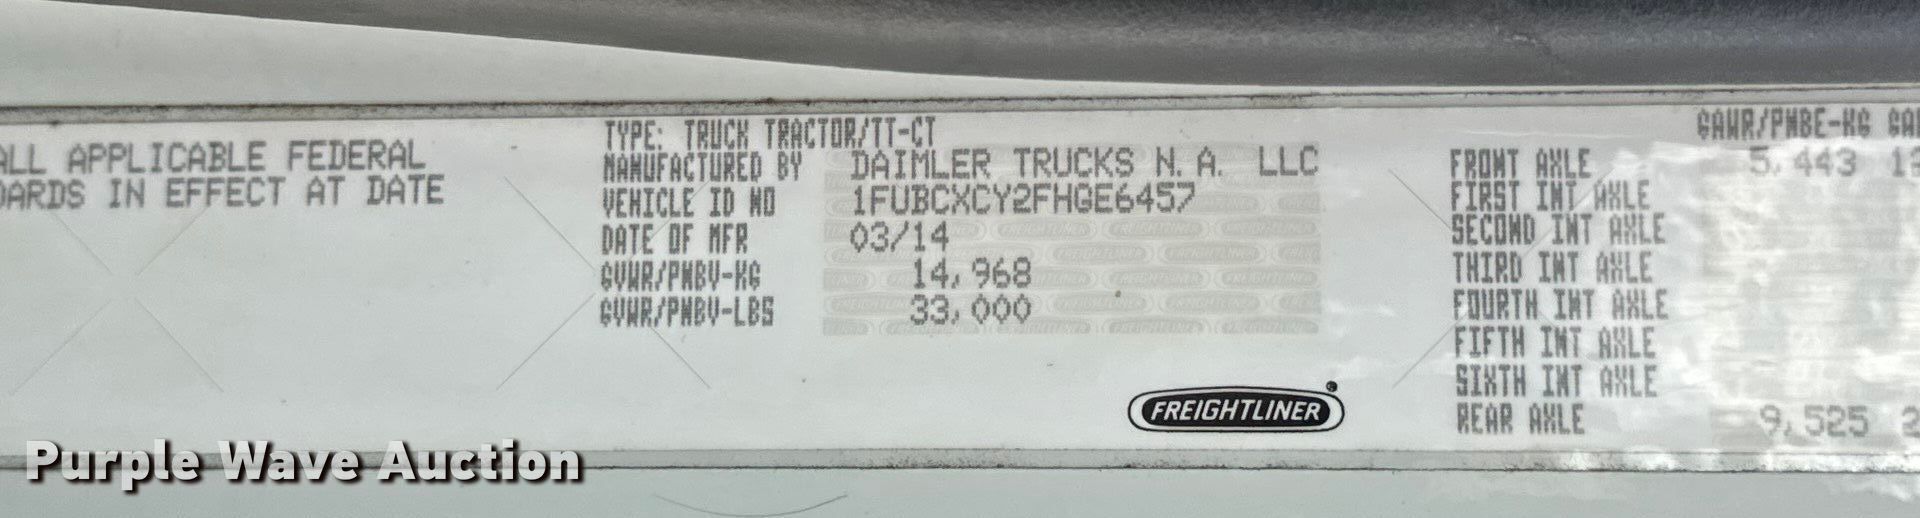 ALL APPLICABLE FEDERAL
DARDS IN EFFECT AT DATE
TYPE: TRUCK TRACTOR/TT-CT
MANUFACTURED BY DAIMLER TRUCKS N. A. LLC
VEHICLE ID NO 1FUBCXCY2FHGE6457
DATE OF MFR 03/14
GVWR/PNBV-KG 14,968
GVWR/PNBV-LBS 33,000
FREIGHTLINER
GAWR/PNBE-KG
FRONT AXLE 5,443
FIRST INT AXLE
SECOND INT AXLE
THIRD INT AXLE
FOURTH INT AXLE
FIFTH INT AXLE
SIXTH INT AXLE
REAR AXLE 9,525
Purple Wave Auction